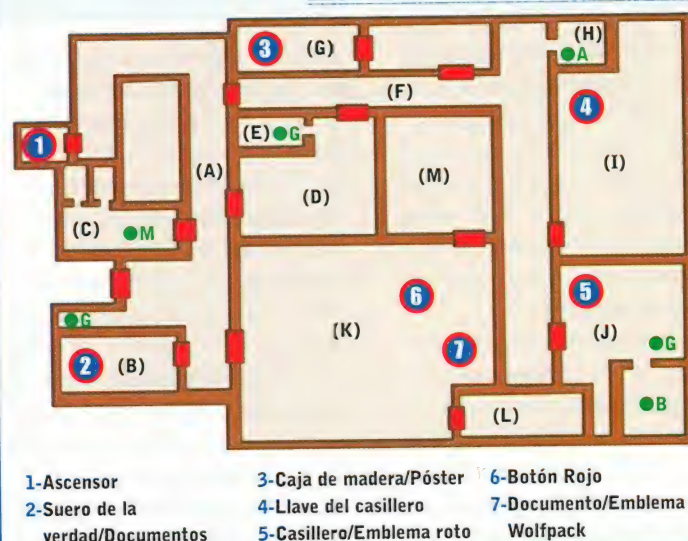 3 (G) (H)
A
(F) 4
(E) G
1 (A) (M) (I)
(D)
(C) M
6 5
G (K) (J)
7 G
2 (B)
B
(L)
1-Ascensor
2-Suero de la
verdad/Documentos
3-Caja de madera/Póster
4-Llave del casillero
5-Casillero/Emblema roto
6-Botón Rojo
7-Documento/Emblema
Wolfpack